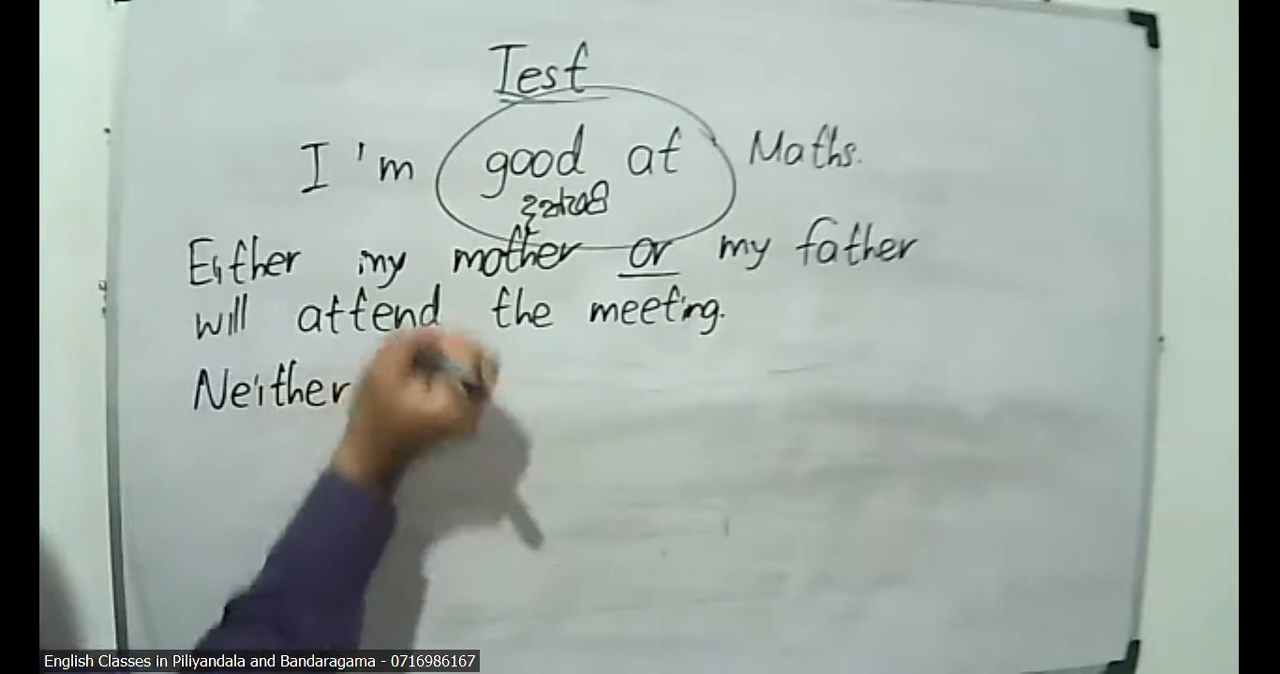 Test
I'm good at Maths.
Either my mother or my father
will attend the meeting.
Neither
English Classes in Piliyandala and Bandaragama - 0716986167